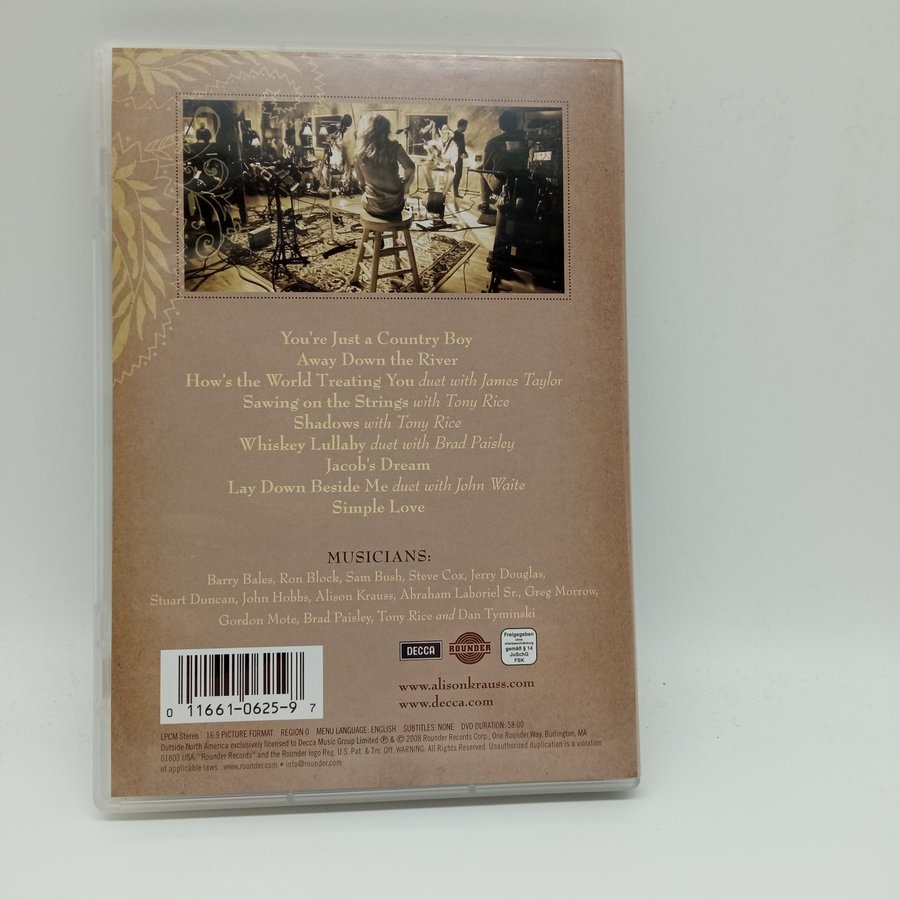 You're Just a Country Boy
Away Down the River
How's the World Treating You duet with James Taylor
Sawing on the Strings with Tony Rice
Shadows with Tony Rice
Whiskey Lullaby duet with Brad Paisley
Jacob's Dream
Lay Down Beside Me duet with John Waite
Simple Love
MUSICIANS:
Barry Bales, Ron Block, Sam Bush, Steve Cox, Jerry Douglas,
Stuart Duncan, John Hobbs, Alison Krauss, Abraham Laboriel Sr., Greg Morrow,
Gordon Mote, Brad Paisley, Tony Rice and Dan Tyminski
DECCA
ROUNDER
Freigegeben
ohne
Altersbeschränkung
gemäß § 14
JuSchG
FSK
www.alisonkrauss.com
www.decca.com
0 11661-0625-9 7
LPCM Stereo 16:9 PICTURE FORMAT REGION 0 MENU LANGUAGE: ENGLISH SUBTITLES: NONE DVD DURATION: 58:00
Outside North America exclusively licensed to Decca Music Group Limited ℗ & © 2008 Rounder Records Corp., One Rounder Way, Burlington, MA
01803 USA. "Rounder Records" and the Rounder logo Reg. U.S. Pat. & Tm. Off. WARNING: All Rights Reserved. Unauthorized duplication is a violation
of applicable laws. www.rounder.com • info@rounder.com